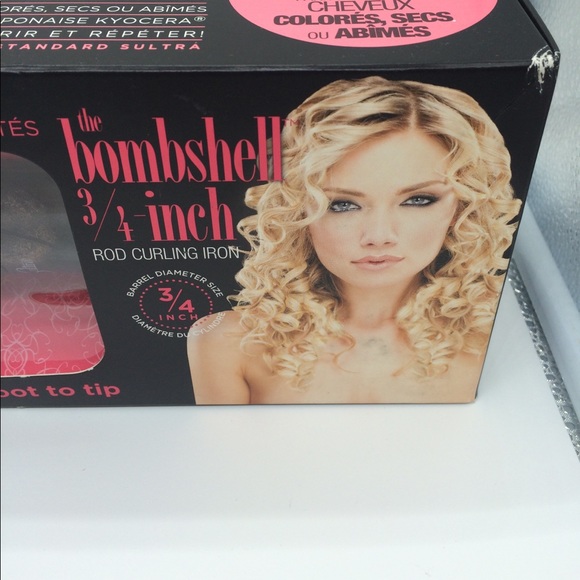 CHEVEUX
COLORÉS, SECS
OU ABÎMÉS
ORÉS, SECS OU ABÎMÉS
PONAISE KYOCERA®
RIR ET RÉPÉTER!
STANDARD SULTRA
TÉS
the
bombshell
3/4-inch
ROD CURLING IRON
BARREL DIAMETER SIZE
3/4
INCH
DIAMÈTRE DU
oot to tip